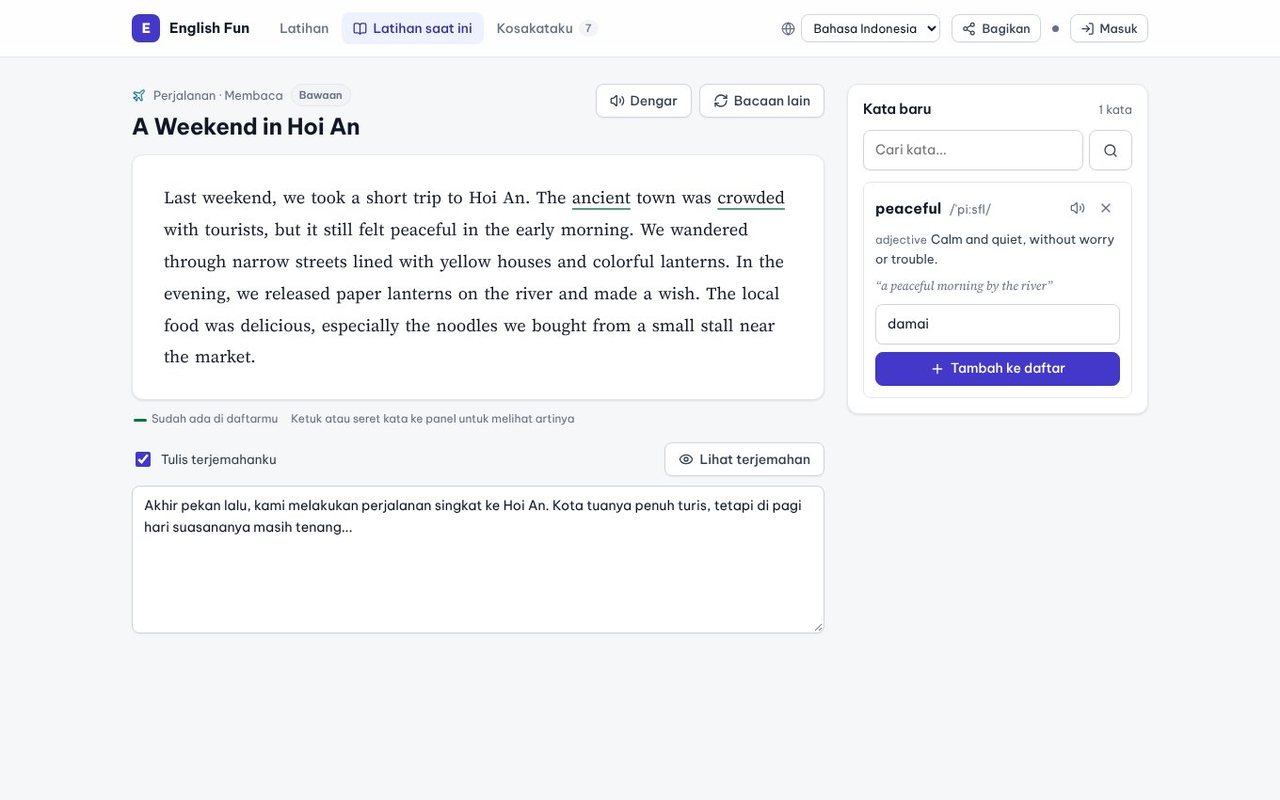 E English Fun Latihan Latihan saat ini Kosakataku 7 Bahasa Indonesia Bagikan Masuk
Perjalanan · Membaca Bawaan
A Weekend in Hoi An
Dengar Bacaan lain
Last weekend, we took a short trip to Hoi An. The ancient town was crowded
with tourists, but it still felt peaceful in the early morning. We wandered
through narrow streets lined with yellow houses and colorful lanterns. In the
evening, we released paper lanterns on the river and made a wish. The local
food was delicious, especially the noodles we bought from a small stall near
the market.
Sudah ada di daftarmu Ketuk atau seret kata ke panel untuk melihat artinya
Tulis terjemahanku Lihat terjemahan
Akhir pekan lalu, kami melakukan perjalanan singkat ke Hoi An. Kota tuanya penuh turis, tetapi di pagi
hari suasananya masih tenang...
Kata baru 1 kata
Cari kata...
peaceful /ˈpiːsfl/
adjective Calm and quiet, without worry
or trouble.
“a peaceful morning by the river”
damai
+ Tambah ke daftar